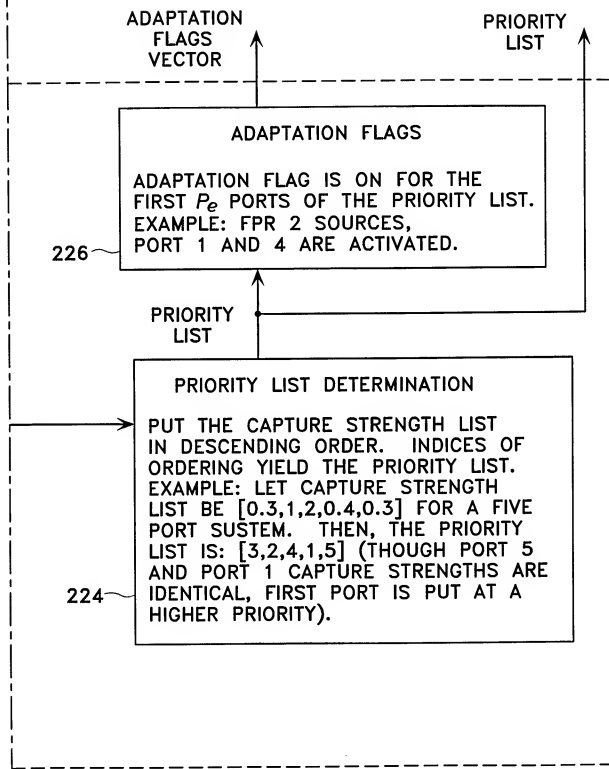 ADAPTATION
FLAGS
VECTOR
PRIORITY
LIST
ADAPTATION FLAGS
ADAPTATION FLAG IS ON FOR THE
FIRST Pe PORTS OF THE PRIORITY LIST.
EXAMPLE: FPR 2 SOURCES,
PORT 1 AND 4 ARE ACTIVATED.
226
PRIORITY
LIST
PRIORITY LIST DETERMINATION
PUT THE CAPTURE STRENGTH LIST
IN DESCENDING ORDER. INDICES OF
ORDERING YIELD THE PRIORITY LIST.
EXAMPLE: LET CAPTURE STRENGTH
LIST BE [0.3,1,2,0.4,0.3] FOR A FIVE
PORT SUSTEM. THEN, THE PRIORITY
LIST IS: [3,2,4,1,5] (THOUGH PORT 5
AND PORT 1 CAPTURE STRENGTHS ARE
IDENTICAL, FIRST PORT IS PUT AT A
HIGHER PRIORITY).
224